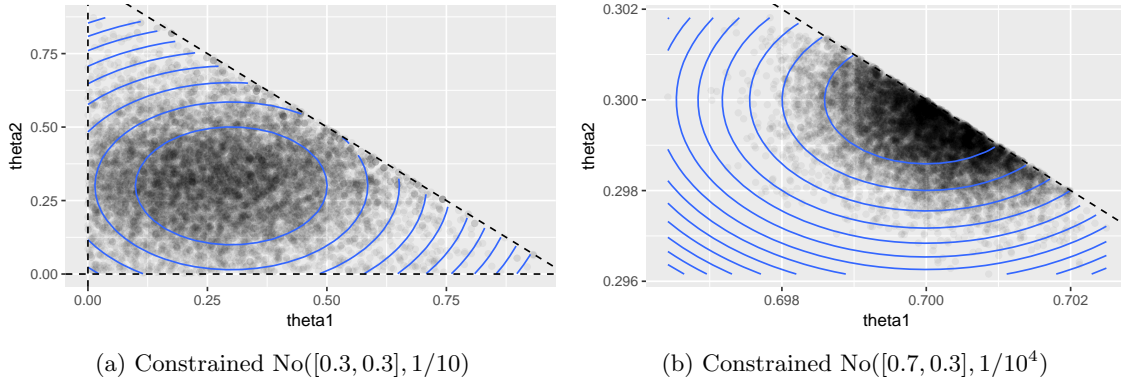 0.75
0.50
0.25
0.00
theta2
0.00 0.25 0.50 0.75
theta1
0.302
0.300
0.298
0.296
theta2
0.698 0.700 0.702
theta1
(a) Constrained No([0.3, 0.3], 1/10)
(b) Constrained No([0.7, 0.3], 1/10⁴)